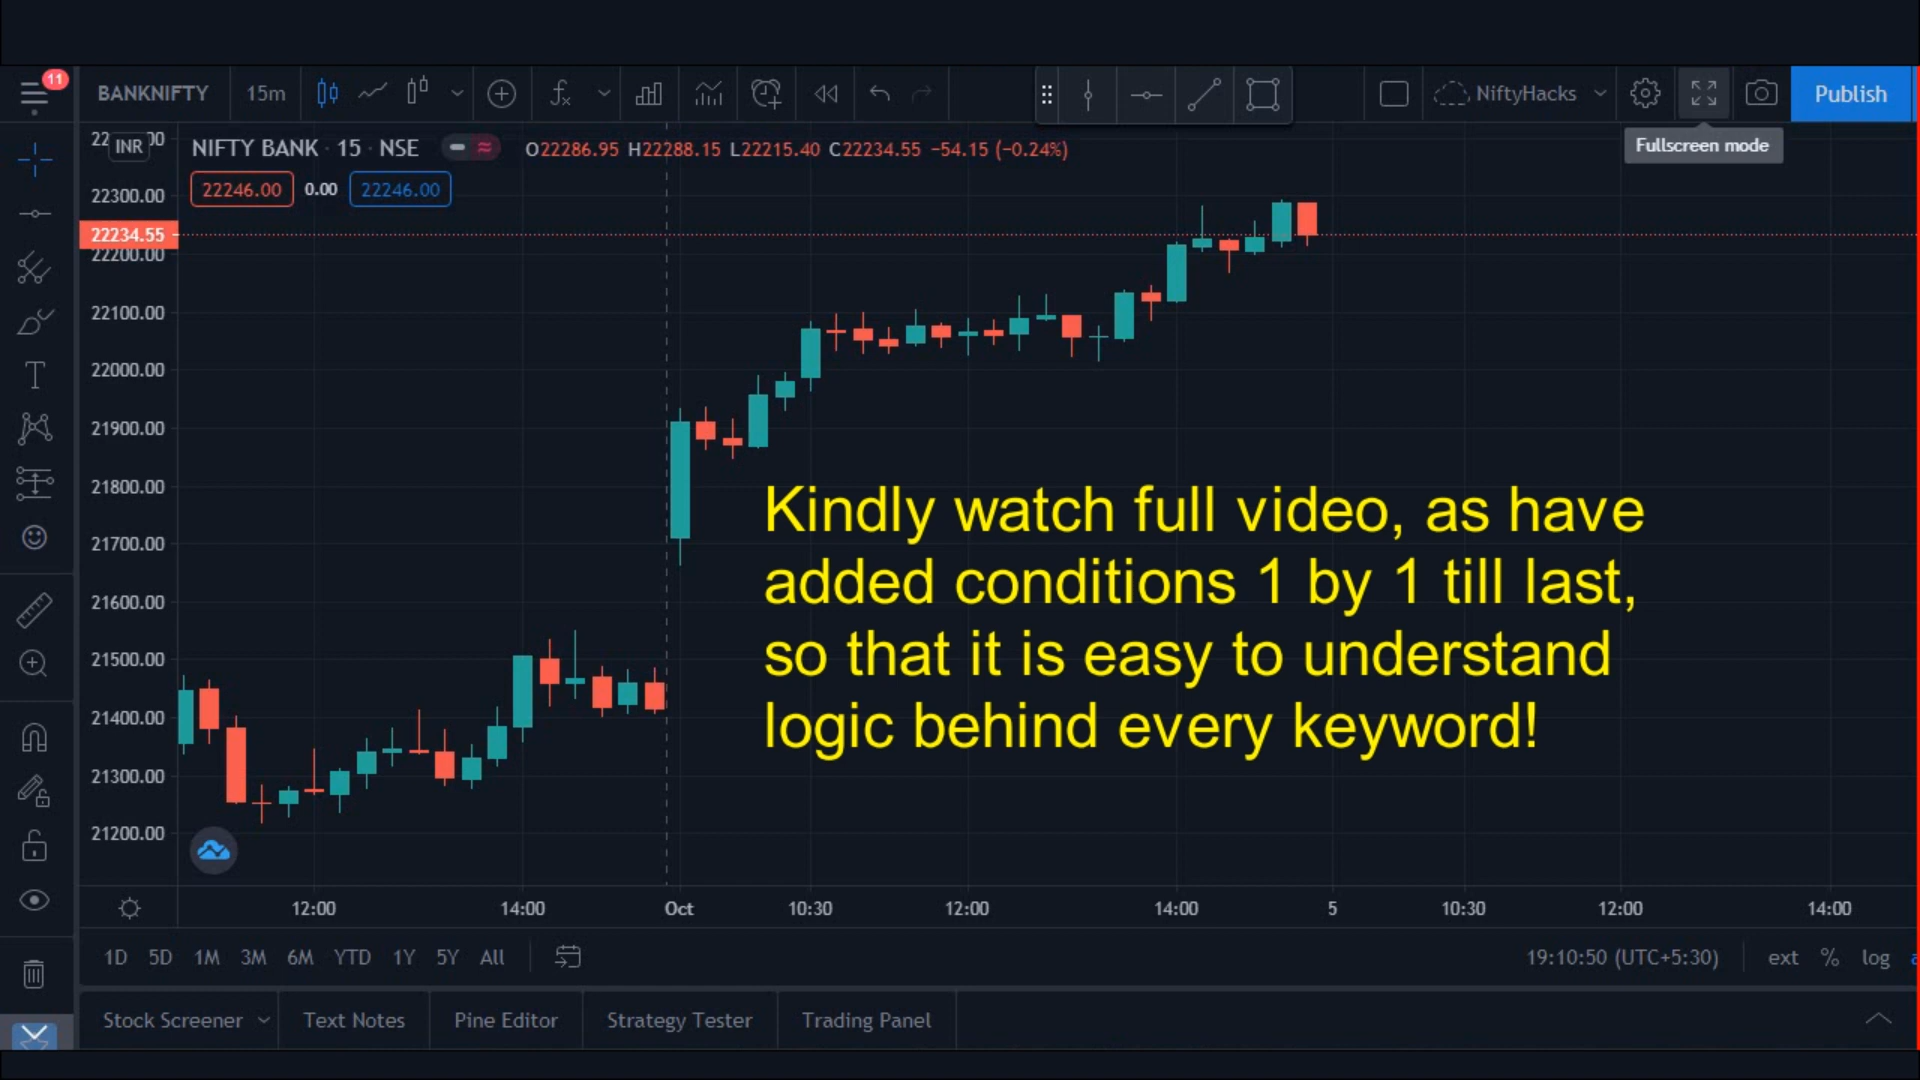 11
BANKNIFTY 15m NiftyHacks Publish
Fullscreen mode
INR
NIFTY BANK · 15 · NSE O22286.95 H22288.15 L22215.40 C22234.55 −54.15 (−0.24%)
22246.00 0.00 22246.00
22300.00
22234.55
22200.00
22100.00
22000.00
21900.00
21800.00
21700.00
21600.00
21500.00
21400.00
21300.00
21200.00
Kindly watch full video, as have
added conditions 1 by 1 till last,
so that it is easy to understand
logic behind every keyword!
12:00 14:00 Oct 10:30 12:00 14:00 5 10:30 12:00 14:00
1D 5D 1M 3M 6M YTD 1Y 5Y All 19:10:50 (UTC+5:30) ext % log
Stock Screener Text Notes Pine Editor Strategy Tester Trading Panel